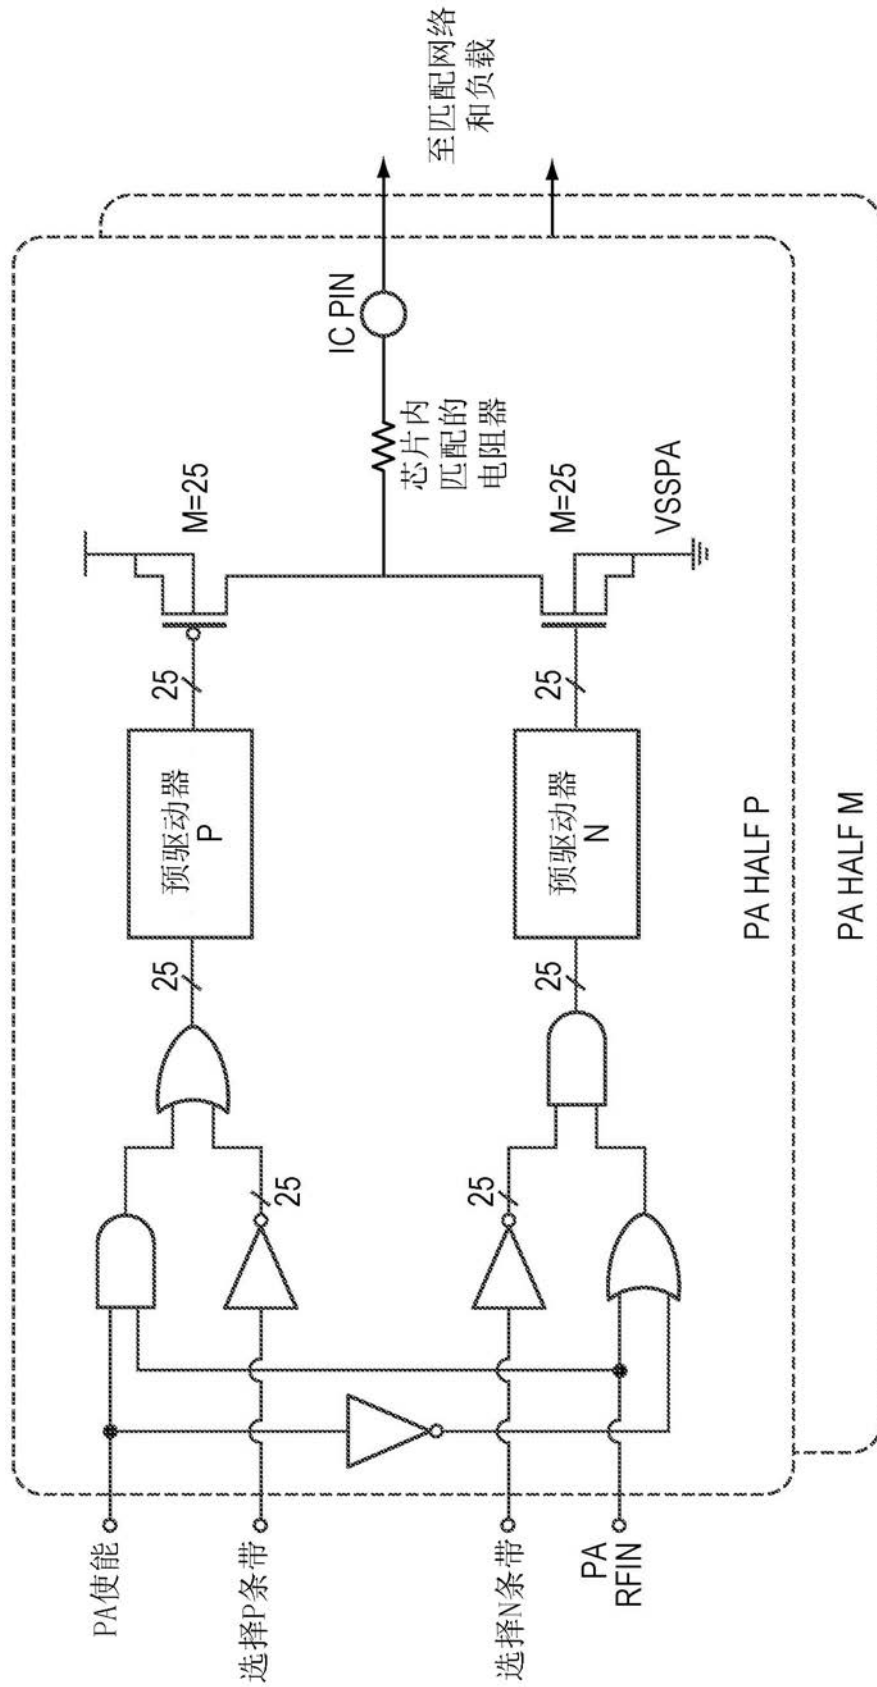 PA使能
选择P条带
选择N条带
PA
RFIN
25
25
25
25
预驱动器
P
预驱动器
N
25
25
M=25
M=25
VSSPA
芯片内
匹配的
电阻器
IC PIN
至匹配网络
和负载
PA HALF P
PA HALF M